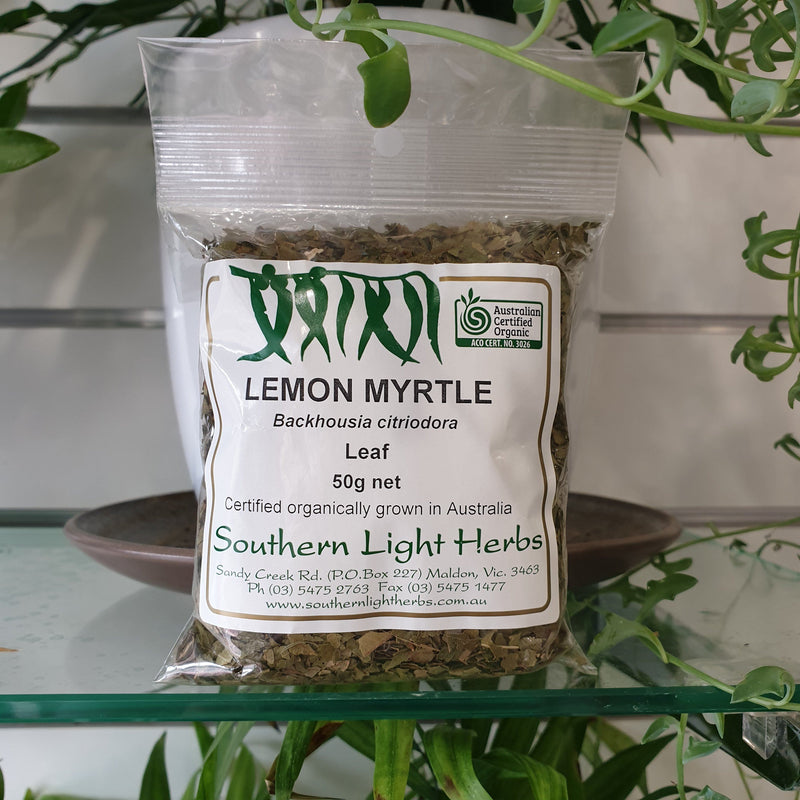 Australian
Certified
Organic
ACO CERT. NO. 3026
LEMON MYRTLE
Backhousia citriodora
Leaf
50g net
Certified organically grown in Australia
Southern Light Herbs
Sandy Creek Rd. (P.O.Box 227) Maldon, Vic. 3463
Ph (03) 5475 2763 Fax (03) 5475 1477
www.southernlightherbs.com.au